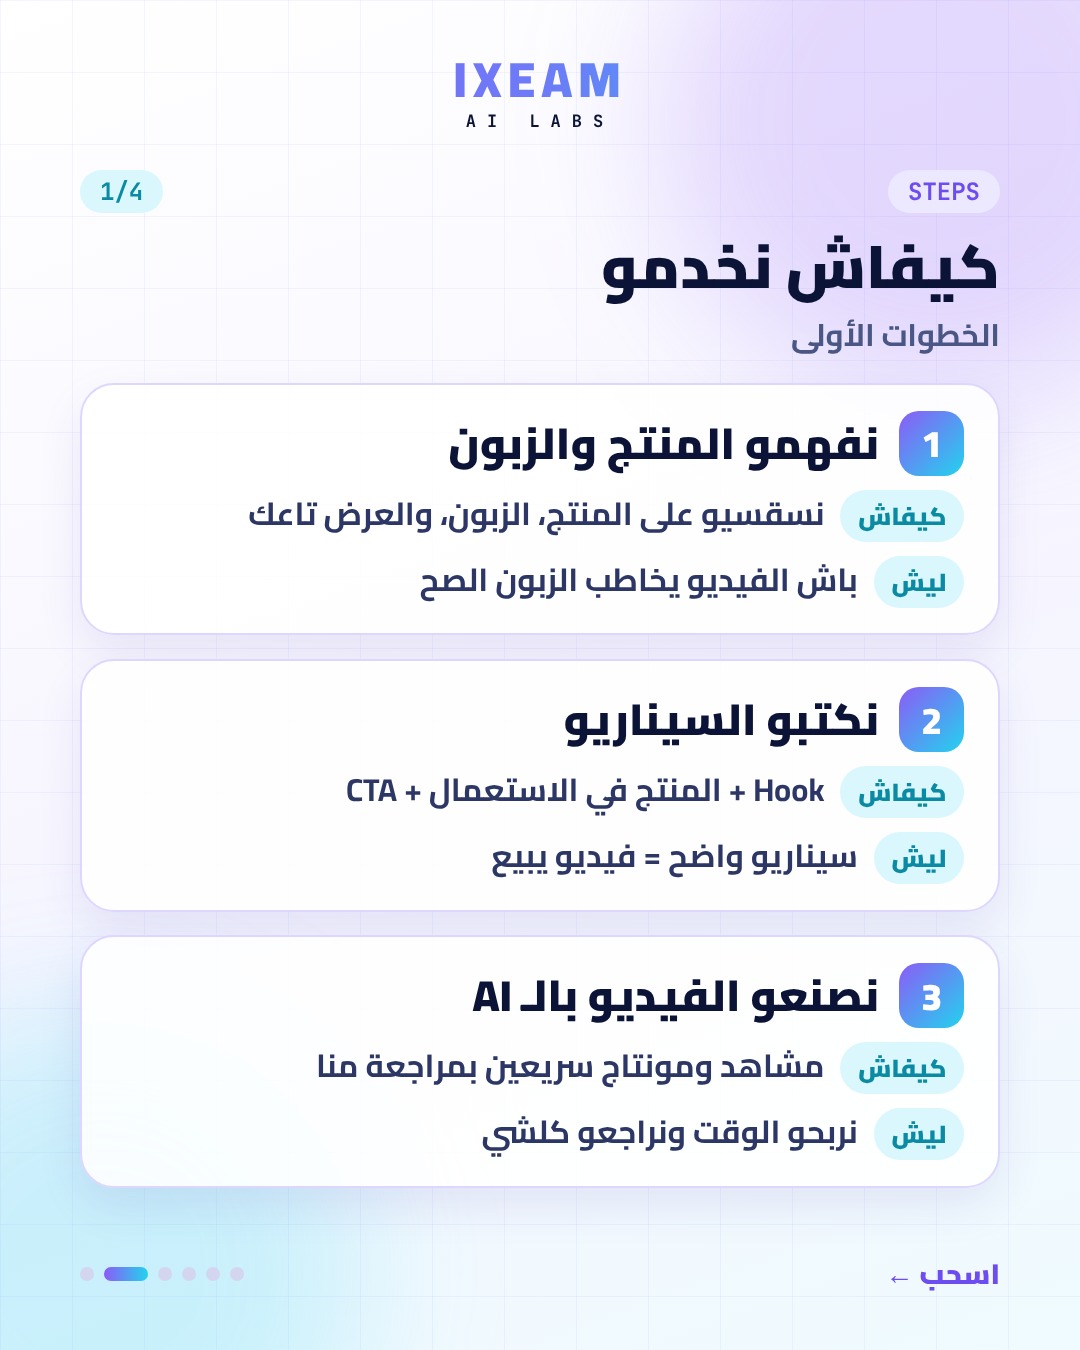 IXEAM
AI LABS
STEPS
1/4
كيفاش نخدمو
الخطوات الأولى
1 نفهمو المنتج والزبون
كيفاش نسقسيو على المنتج، الزبون، والعرض تاعك
ليش باش الفيديو يخاطب الزبون الصح
2 نكتبو السيناريو
كيفاش Hook + المنتج في الاستعمال + CTA
ليش سيناريو واضح = فيديو يبيع
3 نصنعو الفيديو بالـ AI
كيفاش مشاهد ومونتاج سريعين بمراجعة منا
ليش نربحو الوقت ونراجعو كلشي
اسحب ←